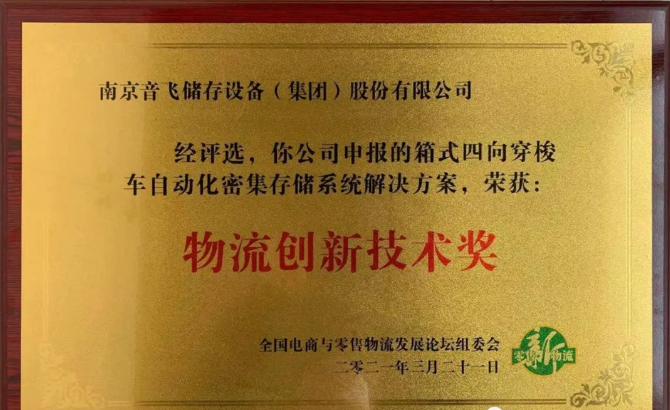 南京音飞储存设备（集团）股份有限公司
经评选，你公司申报的箱式四向穿梭
车自动化密集存储系统解决方案，荣获：
物流创新技术奖
全国电商与零售物流发展论坛组委会
二零二一年三月二十一日
零新物流